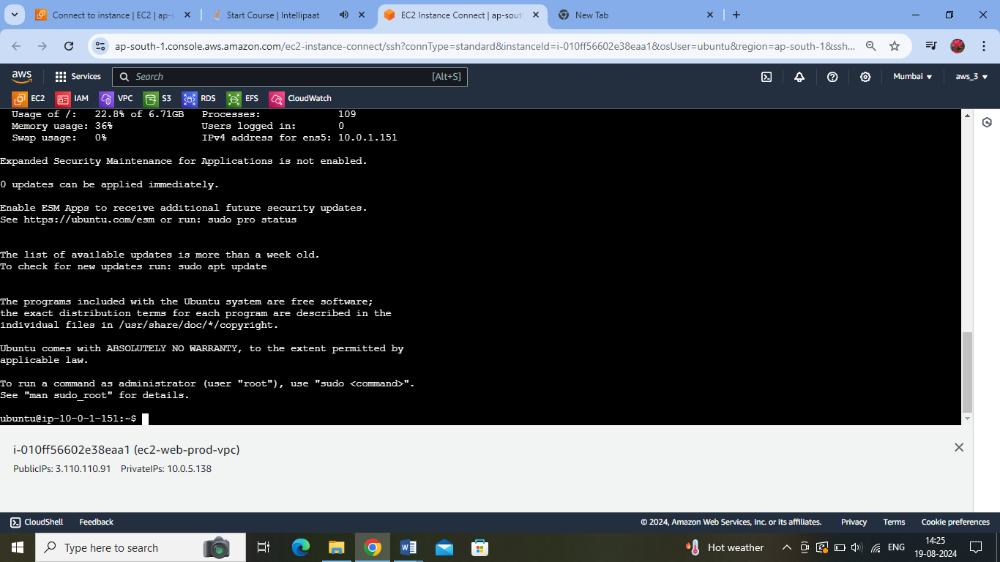 Connect to instance | EC2 | ap-s
Start Course | Intellipaat
EC2 Instance Connect | ap-sout
New Tab
ap-south-1.console.aws.amazon.com/ec2-instance-connect/ssh?connType=standard&instanceId=i-010ff56602e38eaa1&osUser=ubuntu&region=ap-south-1&ssh...
aws
Services
Search
[Alt+S]
Mumbai
aws_3
EC2
IAM
VPC
S3
RDS
EFS
CloudWatch
Usage of /: 22.8% of 6.71GB Processes: 109
Memory usage: 36% Users logged in: 0
Swap usage: 0% IPv4 address for ens5: 10.0.1.151
Expanded Security Maintenance for Applications is not enabled.
0 updates can be applied immediately.
Enable ESM Apps to receive additional future security updates.
See https://ubuntu.com/esm or run: sudo pro status
The list of available updates is more than a week old.
To check for new updates run: sudo apt update
The programs included with the Ubuntu system are free software;
the exact distribution terms for each program are described in the
individual files in /usr/share/doc/*/copyright.
Ubuntu comes with ABSOLUTELY NO WARRANTY, to the extent permitted by
applicable law.
To run a command as administrator (user "root"), use "sudo <command>".
See "man sudo_root" for details.
ubuntu@ip-10-0-1-151:~$
i-010ff56602e38eaa1 (ec2-web-prod-vpc)
PublicIPs: 3.110.110.91 PrivateIPs: 10.0.5.138
CloudShell
Feedback
© 2024, Amazon Web Services, Inc. or its affiliates.
Privacy
Terms
Cookie preferences
Type here to search
Hot weather
ENG
14:25
19-08-2024